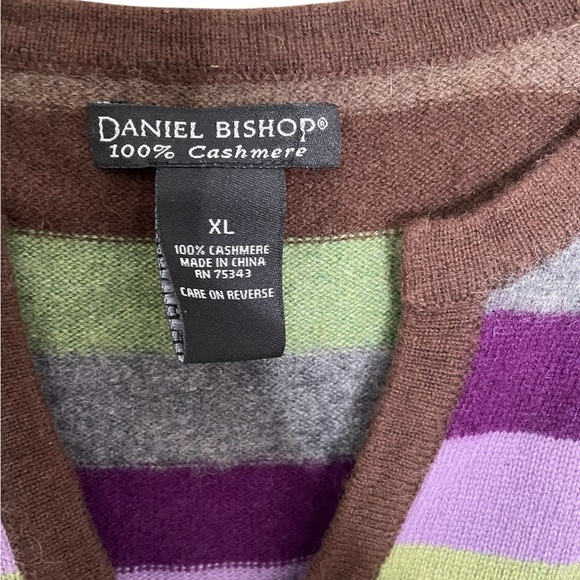 DANIEL BISHOP®
100% Cashmere
XL
100% CASHMERE
MADE IN CHINA
RN 75343
CARE ON REVERSE